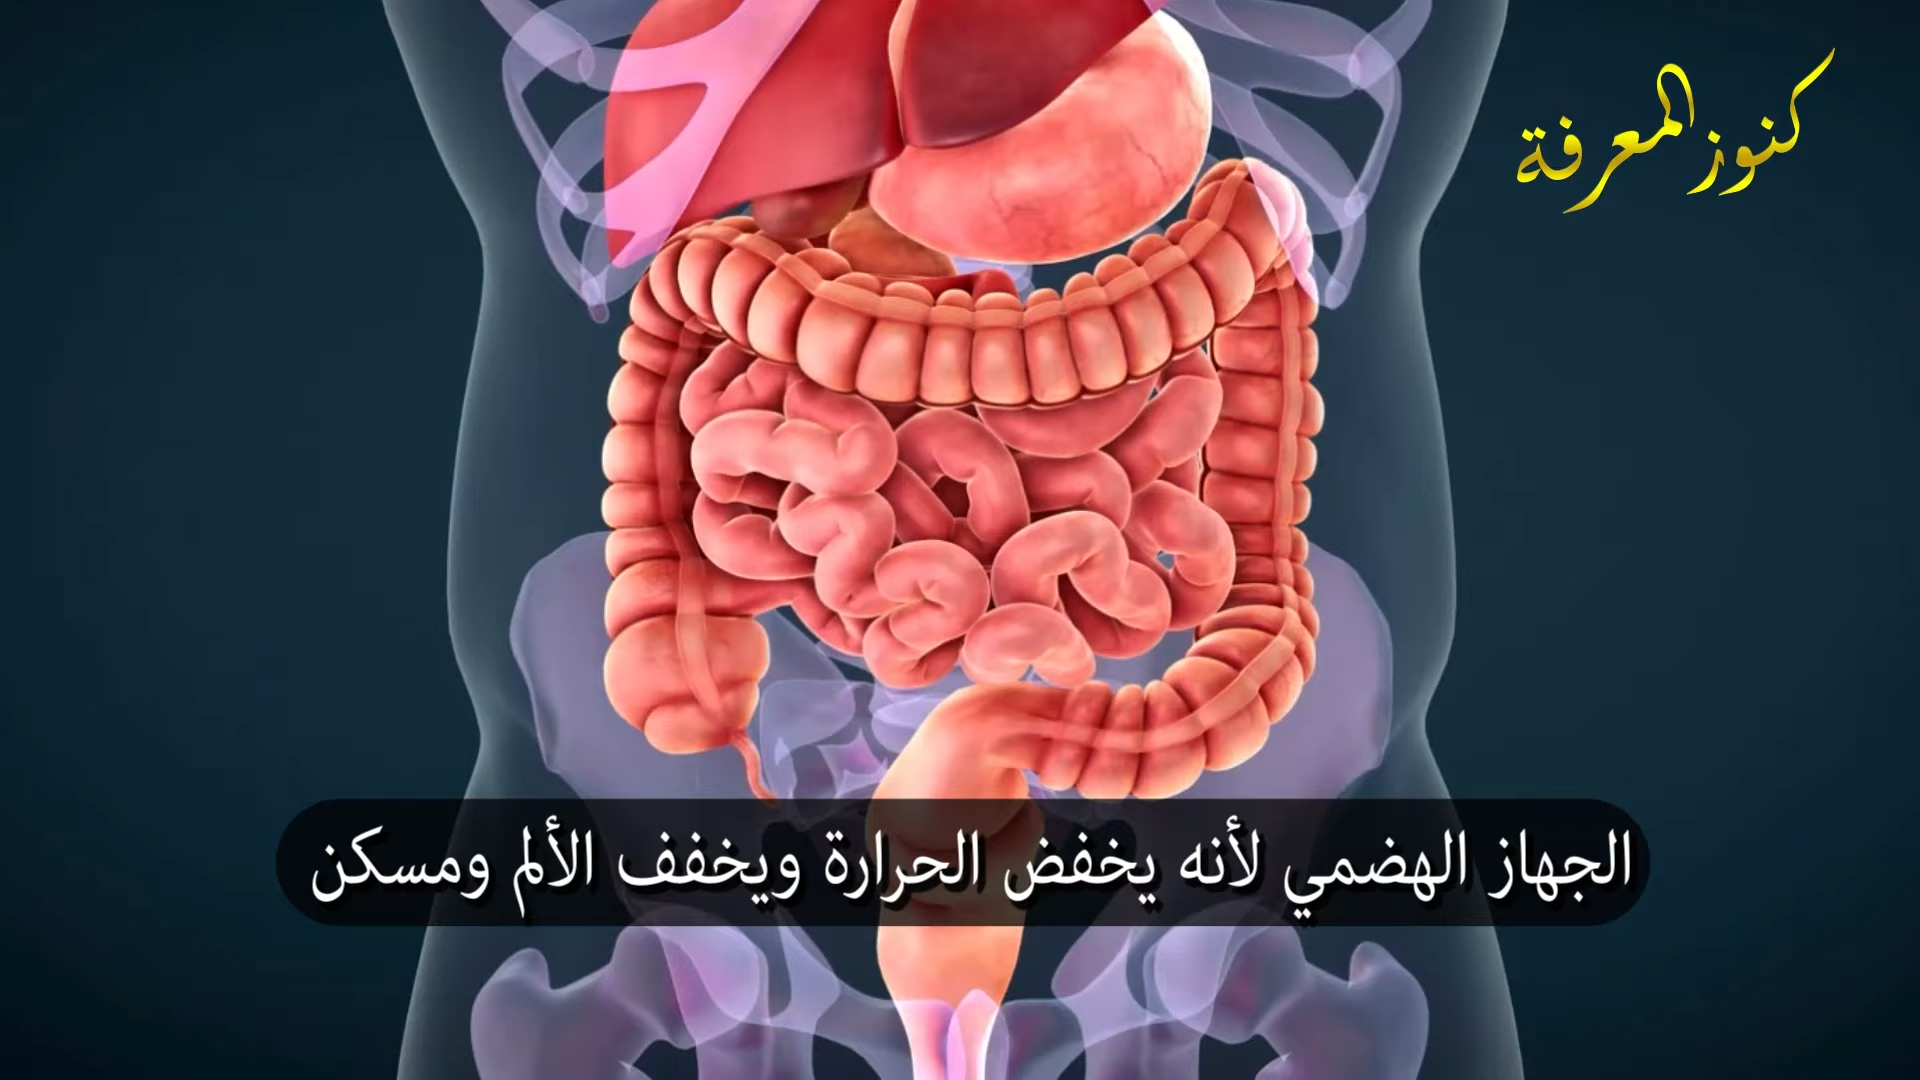 كنوز المعرفة
الجهاز الهضمي لأنه يخفض الحرارة ويخفف الألم ومسكن